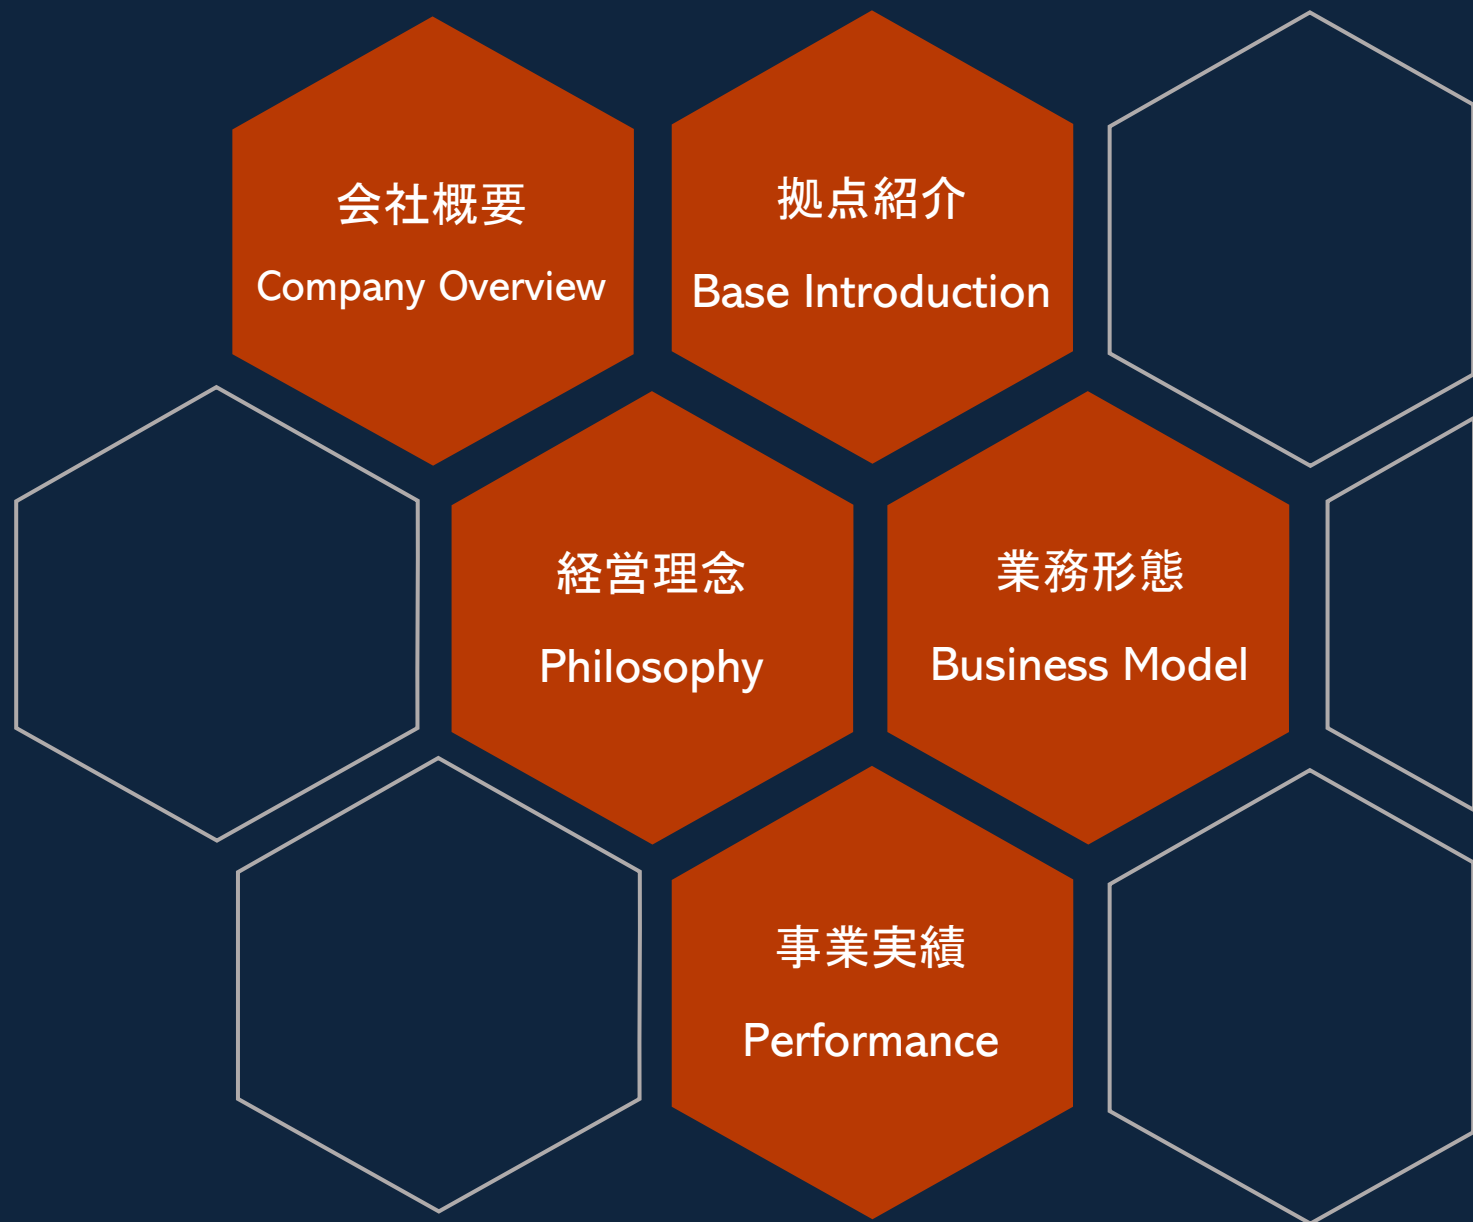 会社概要
Company Overview
拠点紹介
Base Introduction
経営理念
Philosophy
業務形態
Business Model
事業実績
Performance